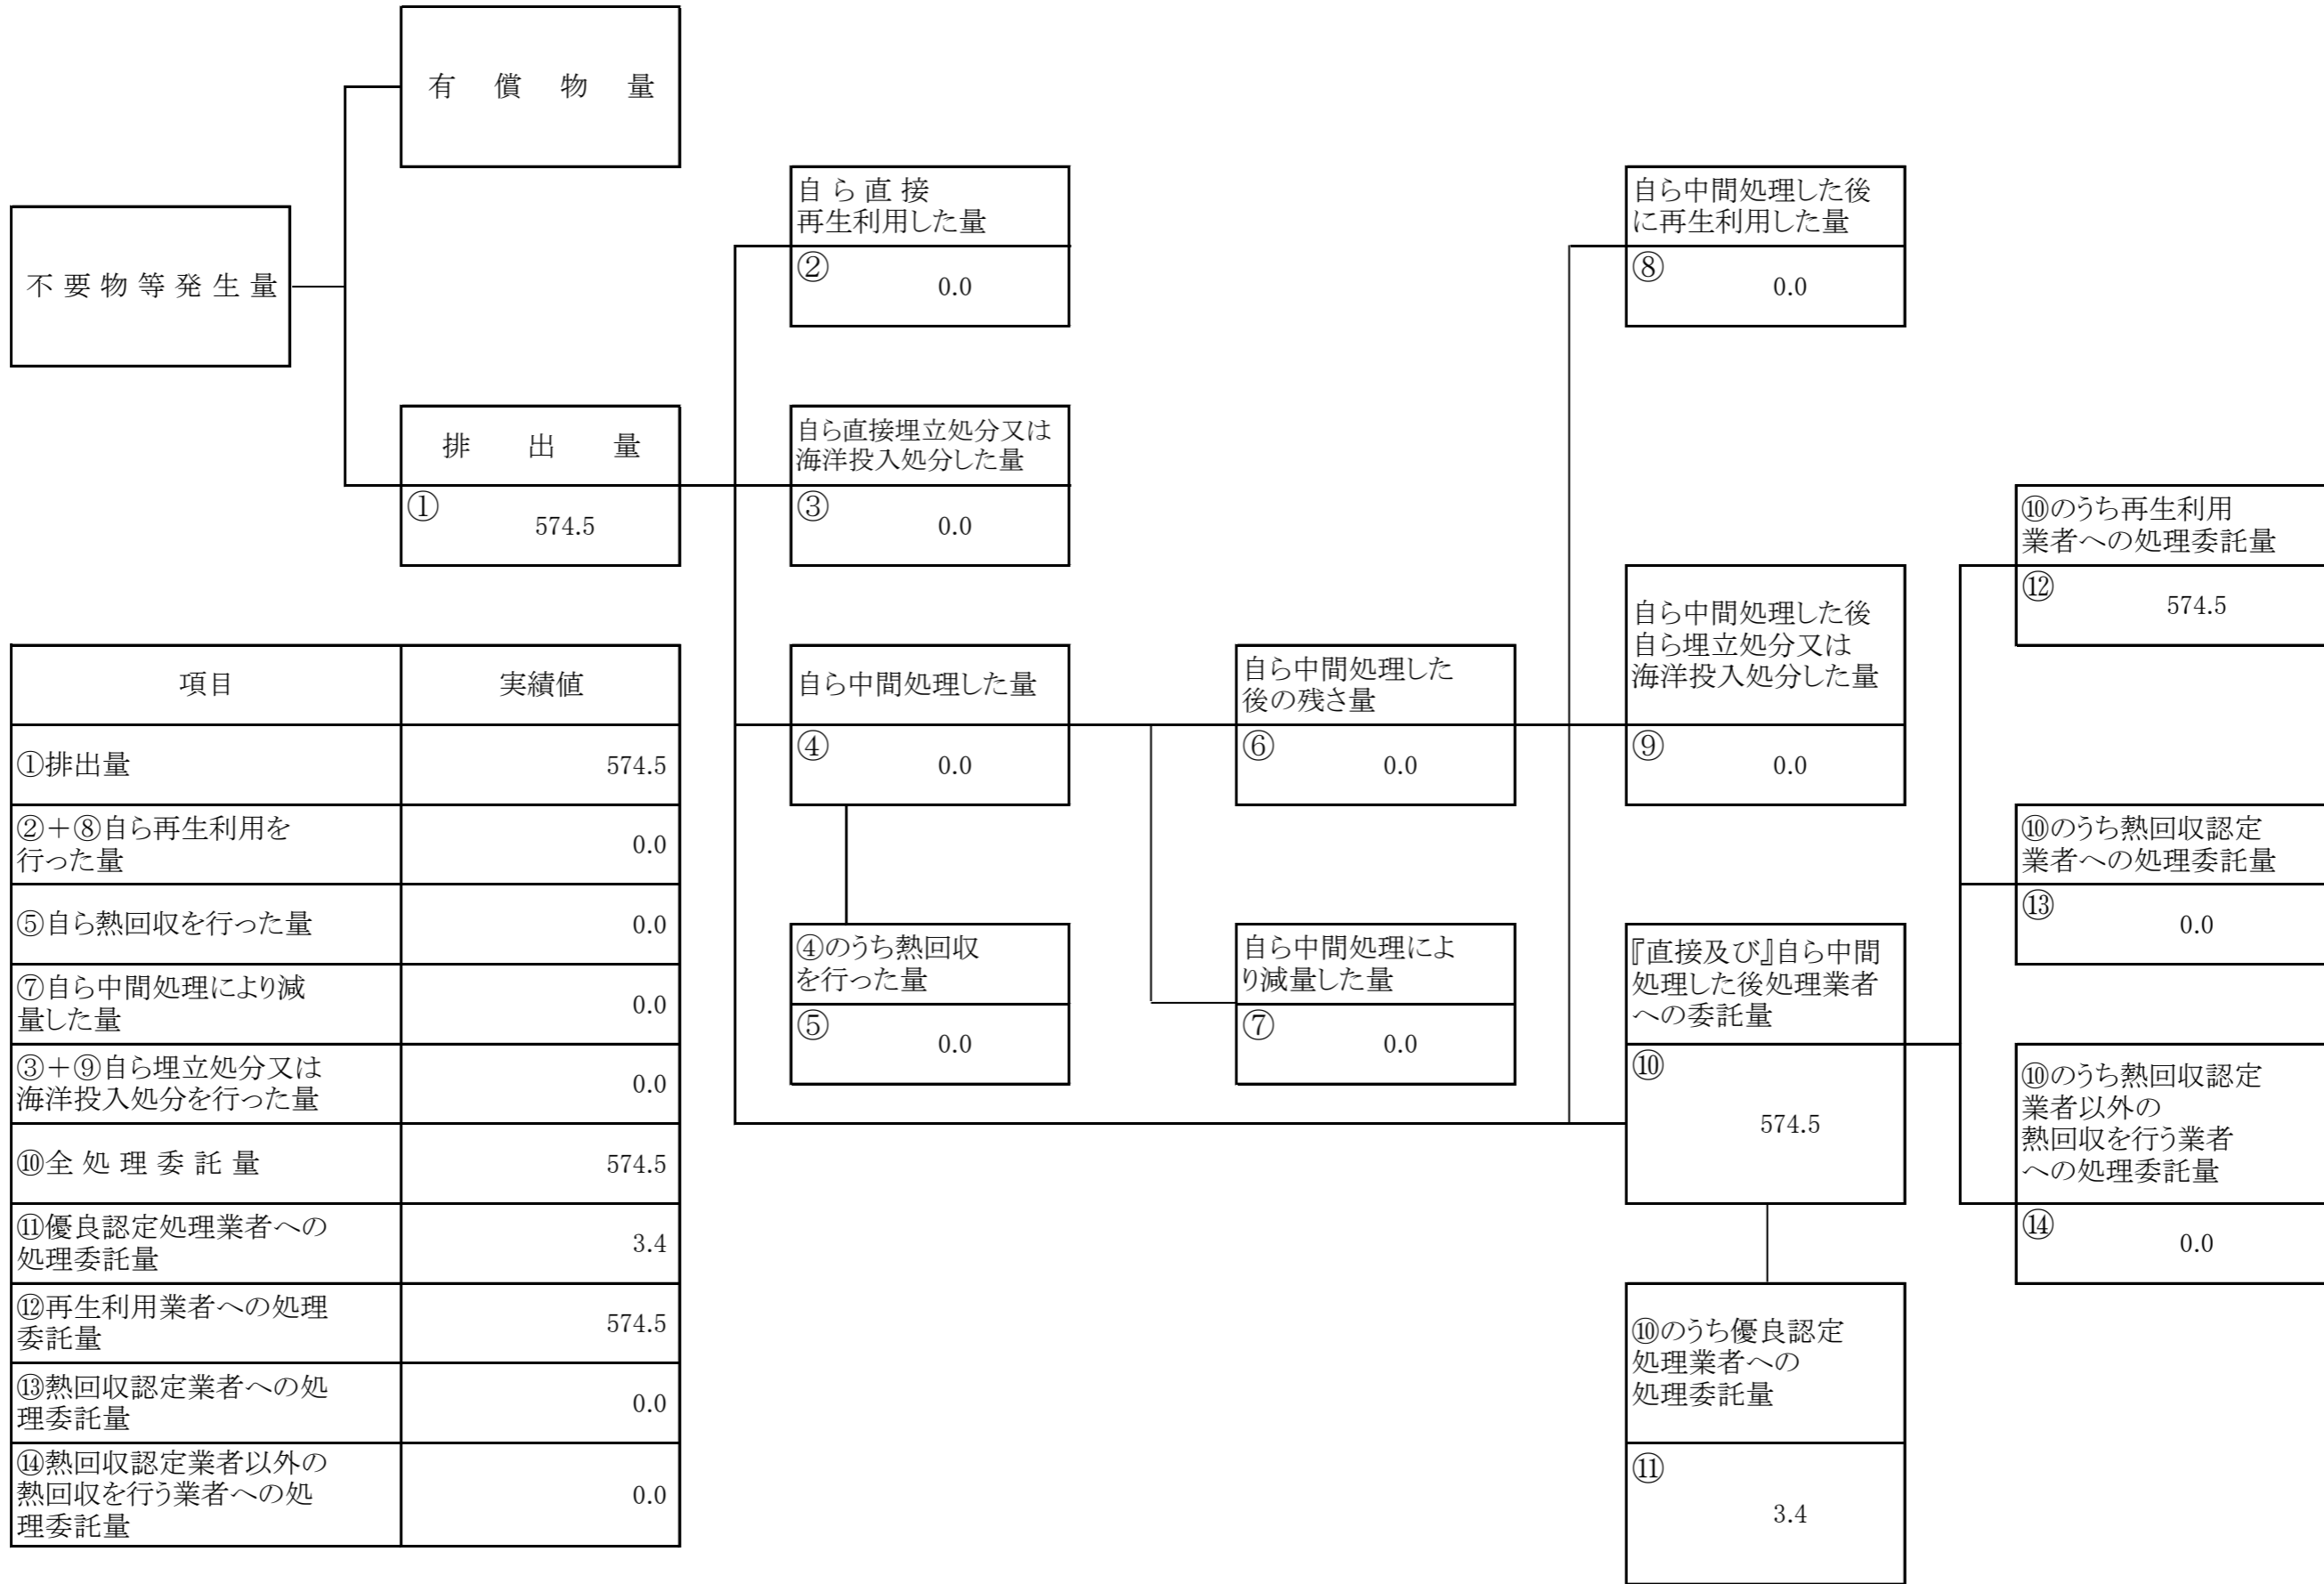 有 償 物 量
不 要 物 等 発 生 量
排 出 量
①
574.5
自 ら 直 接
再生利用した量
②
0.0
自ら直接埋立処分又は
海洋投入処分した量
③
0.0
自ら中間処理した量
④
0.0
④のうち熱回収
を行った量
⑤
0.0
自ら中間処理した
後の残さ量
⑥
0.0
自ら中間処理によ
り減量した量
⑦
0.0
自ら中間処理した後
に再生利用した量
⑧
0.0
自ら中間処理した後
自ら埋立処分又は
海洋投入処分した量
⑨
0.0
『直接及び』自ら中間
処理した後処理業者
への委託量
⑩
574.5
⑩のうち優良認定
処理業者への
処理委託量
⑪
3.4
⑩のうち再生利用
業者への処理委託量
⑫
574.5
⑩のうち熱回収認定
業者への処理委託量
⑬
0.0
⑩のうち熱回収認定
業者以外の
熱回収を行う業者
への処理委託量
⑭
0.0
項目 実績値
①排出量 574.5
②＋⑧自ら再生利用を
行った量 0.0
⑤自ら熱回収を行った量 0.0
⑦自ら中間処理により減
量した量 0.0
③＋⑨自ら埋立処分又は
海洋投入処分を行った量 0.0
⑩全 処 理 委 託 量 574.5
⑪優良認定処理業者への
処理委託量 3.4
⑫再生利用業者への処理
委託量 574.5
⑬熱回収認定業者への処
理委託量 0.0
⑭熱回収認定業者以外の
熱回収を行う業者への処
理委託量 0.0